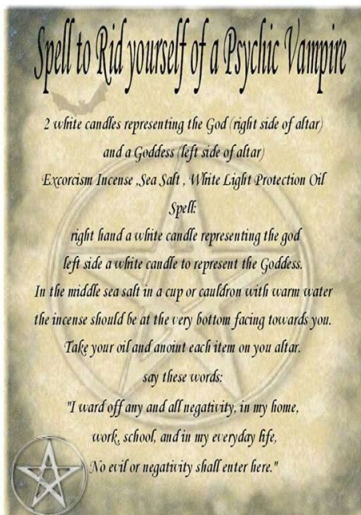 Spell to Rid yourself of a Psychic Vampire
2 white candles representing the God (right side of altar)
and a Goddess (left side of altar)
Excorcism Incense ,Sea Salt , White Light Protection Oil
Spell:
right hand a white candle representing the god
left side a white candle to represent the Goddess.
In the middle sea salt in a cup or cauldron with warm water
the incense should be at the very bottom facing towards you.
Take your oil and anoint each item on you altar.
say these words:
"I ward off any and all negativity, in my home,
work, school, and in my everyday life,
No evil or negativity shall enter here."